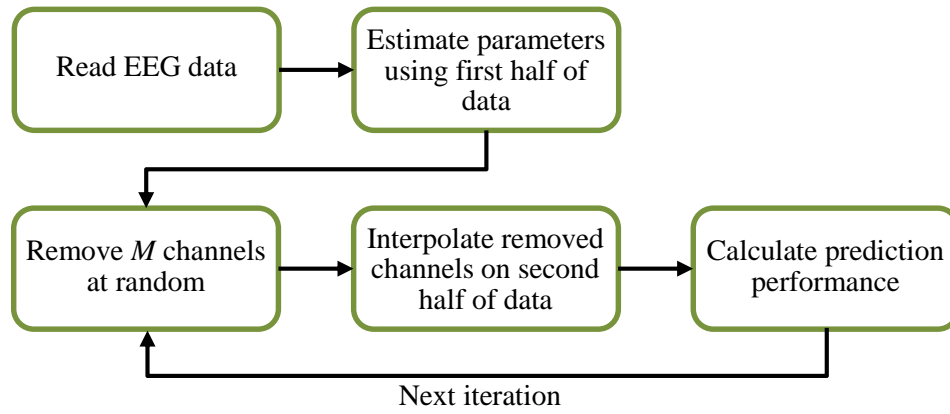 Read EEG data
Estimate parameters
using first half of
data
Remove M channels
at random
Interpolate removed
channels on second
half of data
Calculate prediction
performance
Next iteration